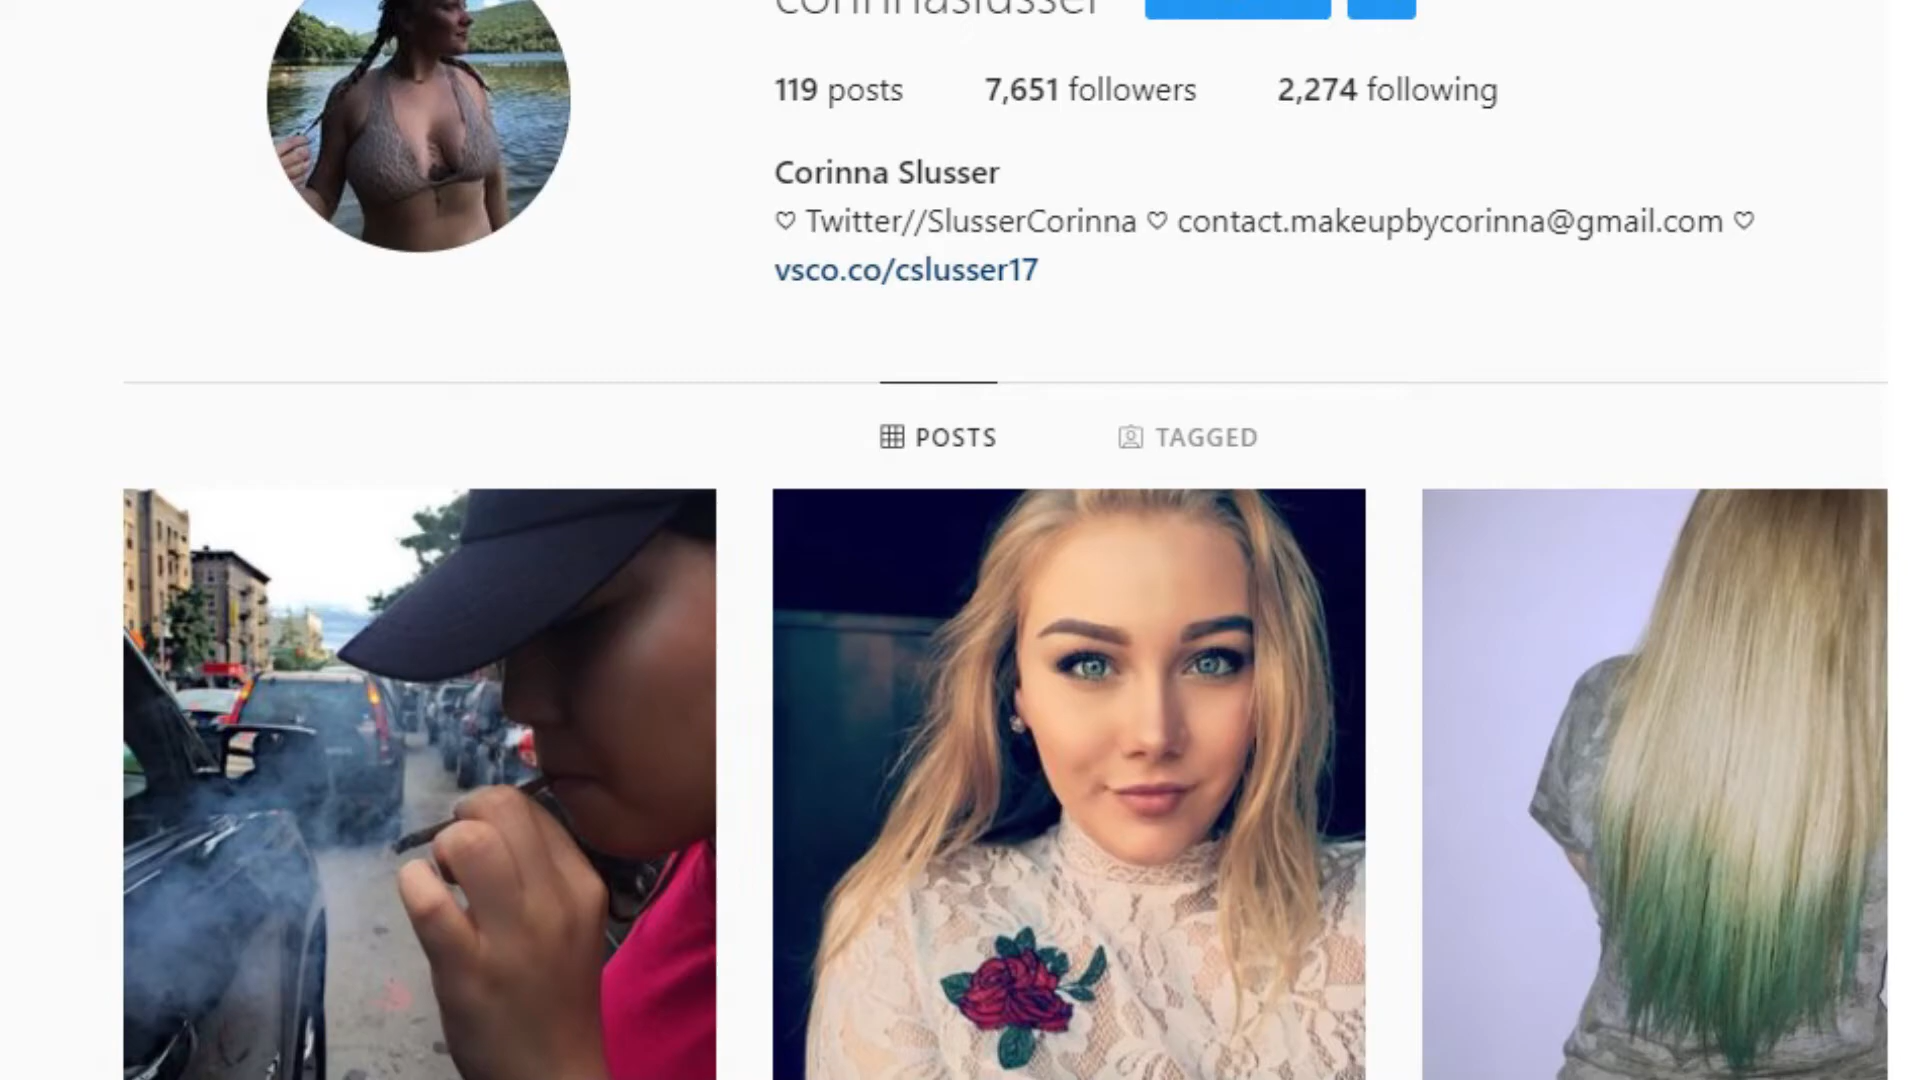 corinnaslusser
119 posts 7,651 followers 2,274 following
Corinna Slusser
♡ Twitter//SlusserCorinna ♡ contact.makeupbycorinna@gmail.com ♡
vsco.co/cslusser17
POSTS TAGGED